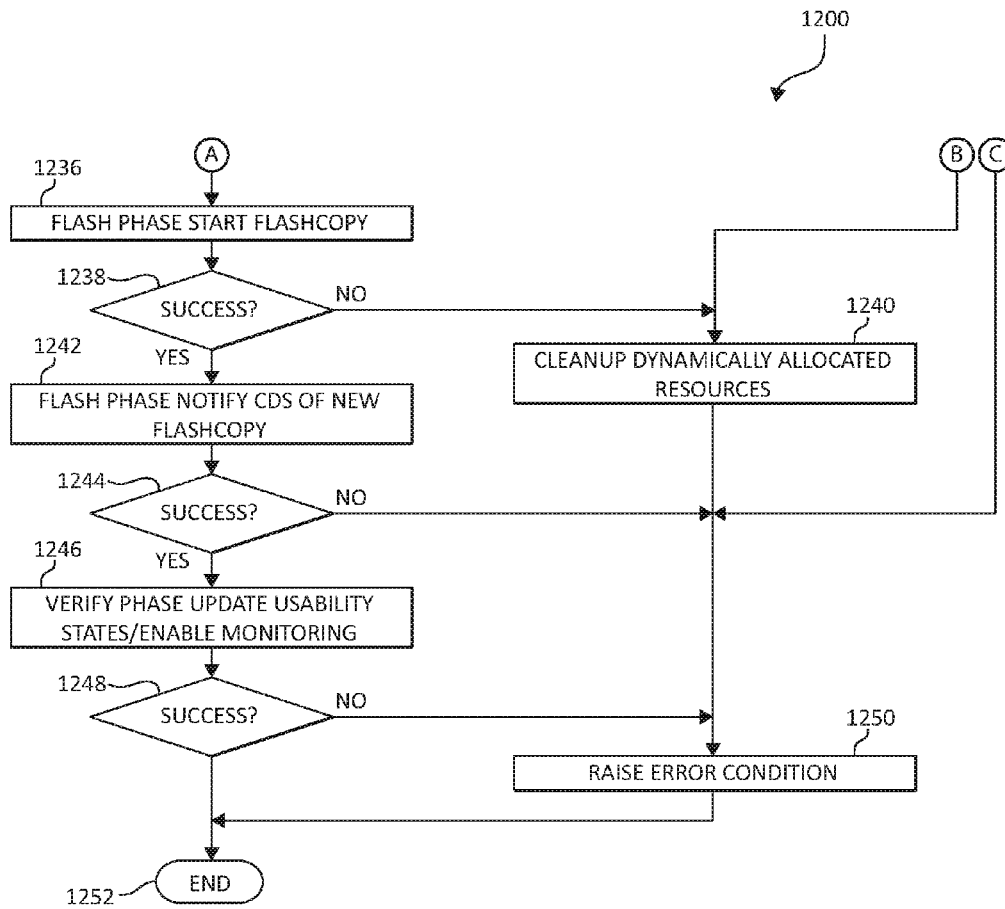 1200
A
B
C
1236
FLASH PHASE START FLASHCOPY
1238
SUCCESS?
NO
YES
1240
CLEANUP DYNAMICALLY ALLOCATED
RESOURCES
1242
FLASH PHASE NOTIFY CDS OF NEW
FLASHCOPY
1244
SUCCESS?
NO
YES
1246
VERIFY PHASE UPDATE USABILITY
STATES/ENABLE MONITORING
1248
SUCCESS?
NO
1250
RAISE ERROR CONDITION
END
1252